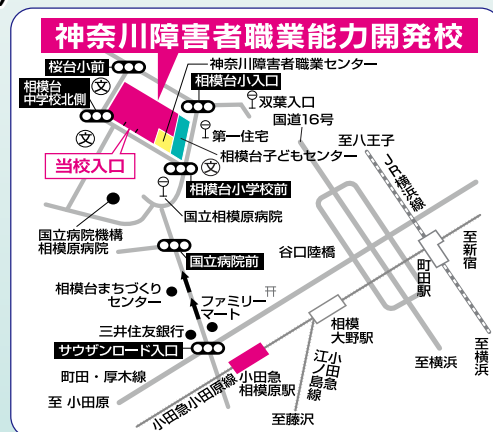 神奈川障害者職業能力開発校
神奈川障害者職業センター
桜台小前
相模台小入口
相模台
中学校北側
双葉入口
国道16号
第一住宅
至八王子
相模台子どもセンター
JR横浜線
当校入口
相模台小学校前
国立相模原病院
国立病院機構
相模原病院
谷口陸橋
至新宿
町田駅
国立病院前
相模台まちづくり
センター
ファミリー
マート
三井住友銀行
相模
大野駅
サウザンロード入口
小田急
江ノ島線
至横浜
至横浜
町田・厚木線
小田急
相模原駅
至 小田原
小田急小田原線
至藤沢
文
文
文